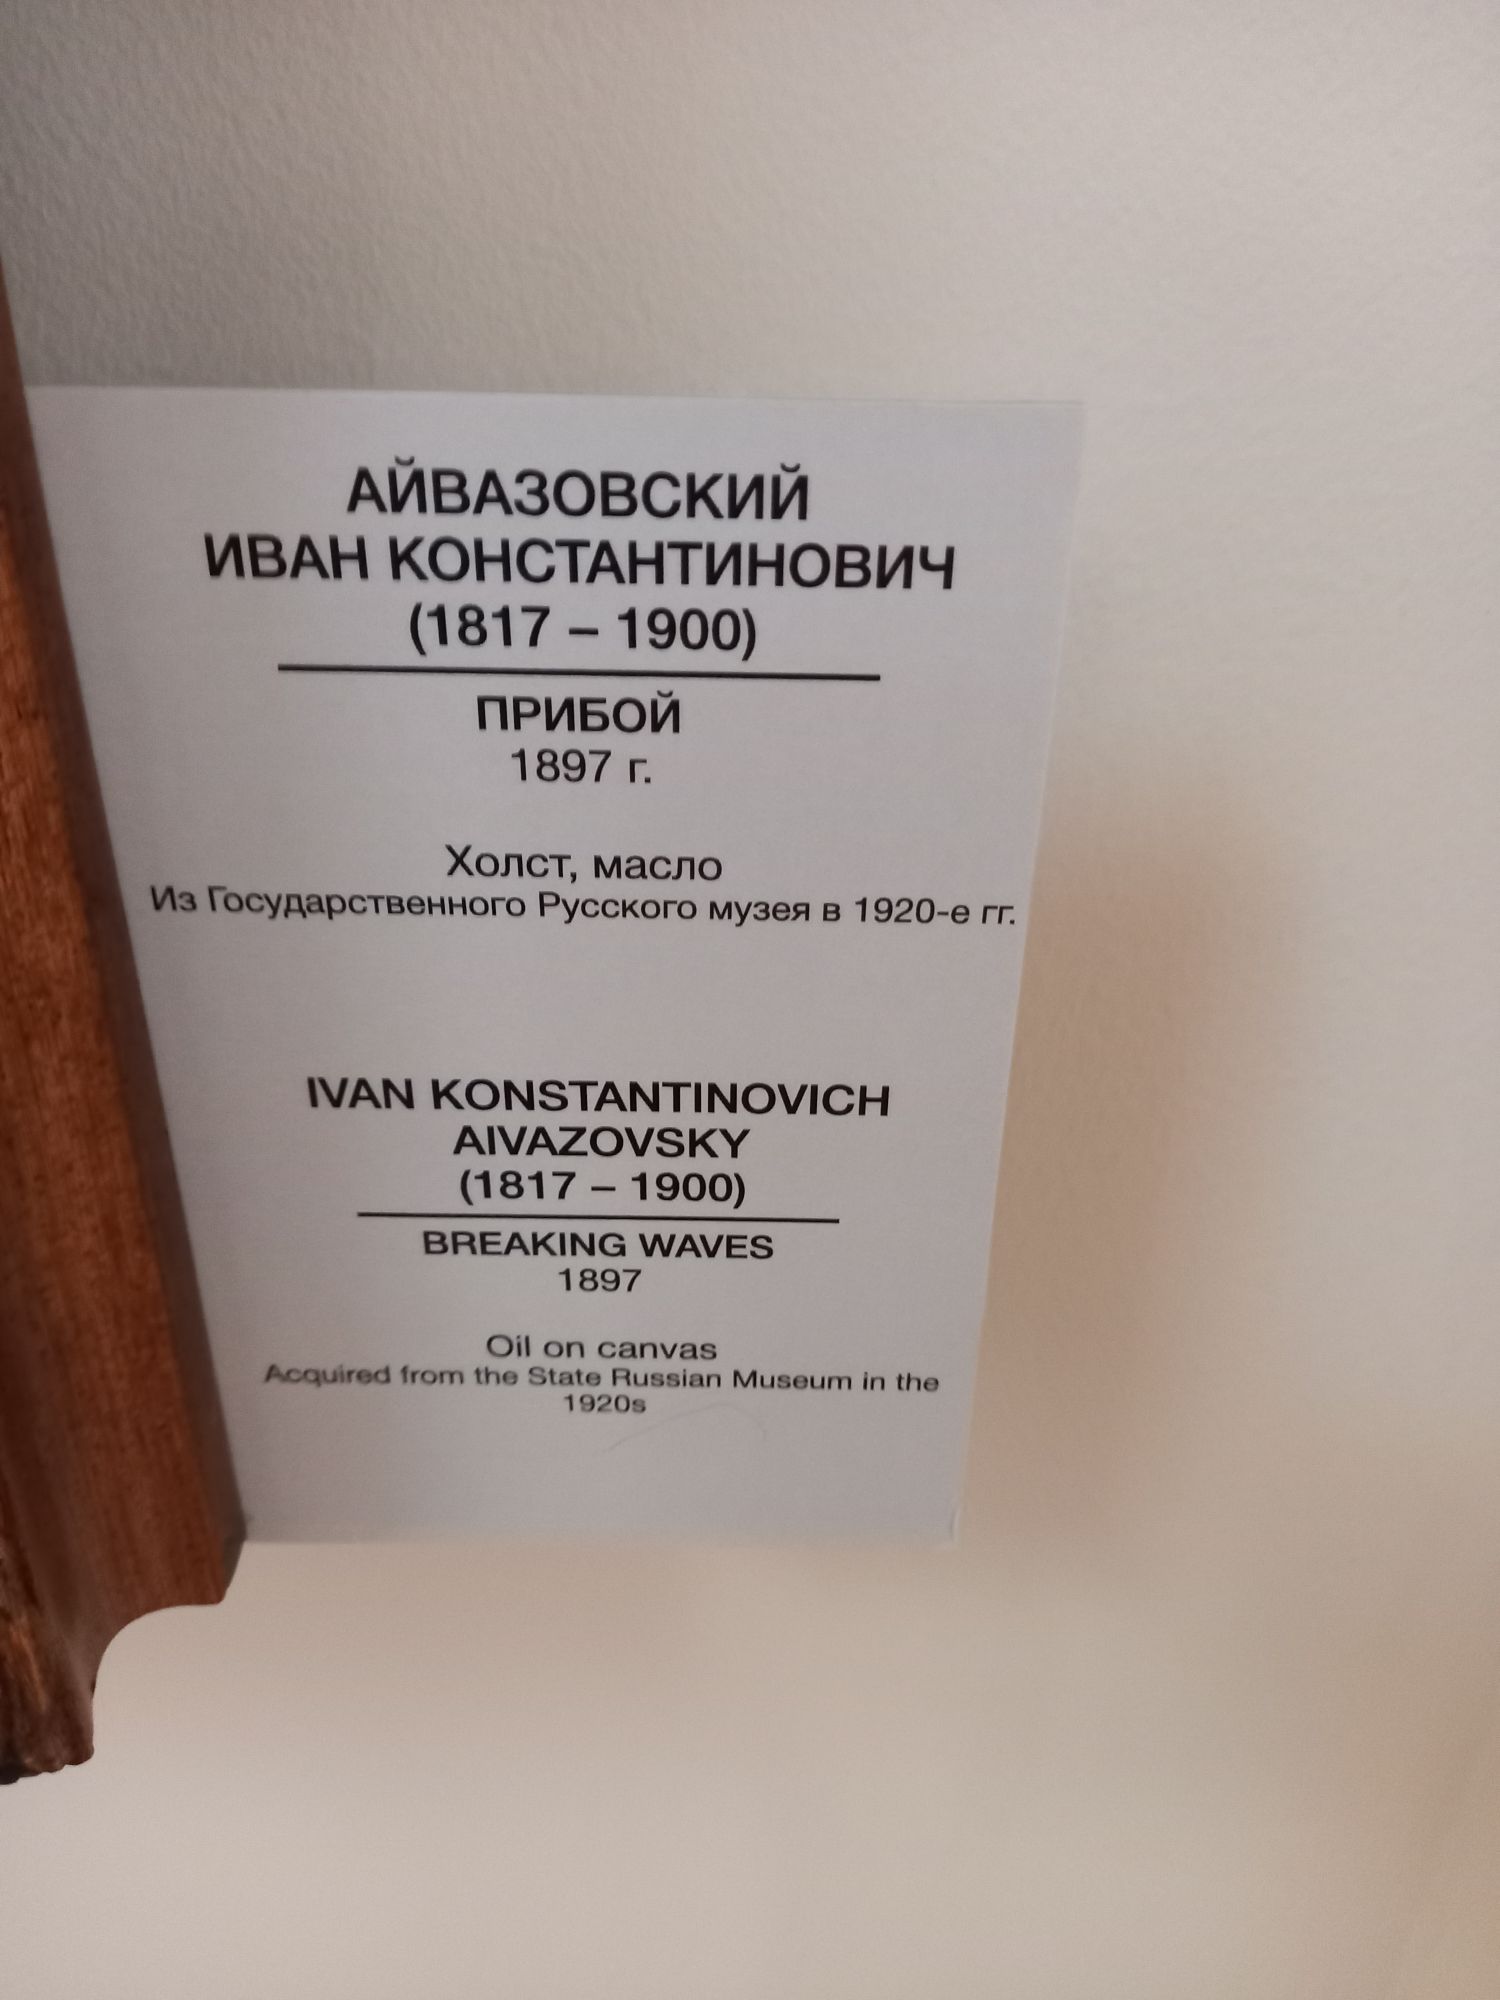 АЙВАЗОВСКИЙ
ИВАН КОНСТАНТИНОВИЧ
(1817 – 1900)
ПРИБОЙ
1897 г.
Холст, масло
Из Государственного Русского музея в 1920-е гг.
IVAN KONSTANTINOVICH
AIVAZOVSKY
(1817 – 1900)
BREAKING WAVES
1897
Oil on canvas
Acquired from the State Russian Museum in the
1920s